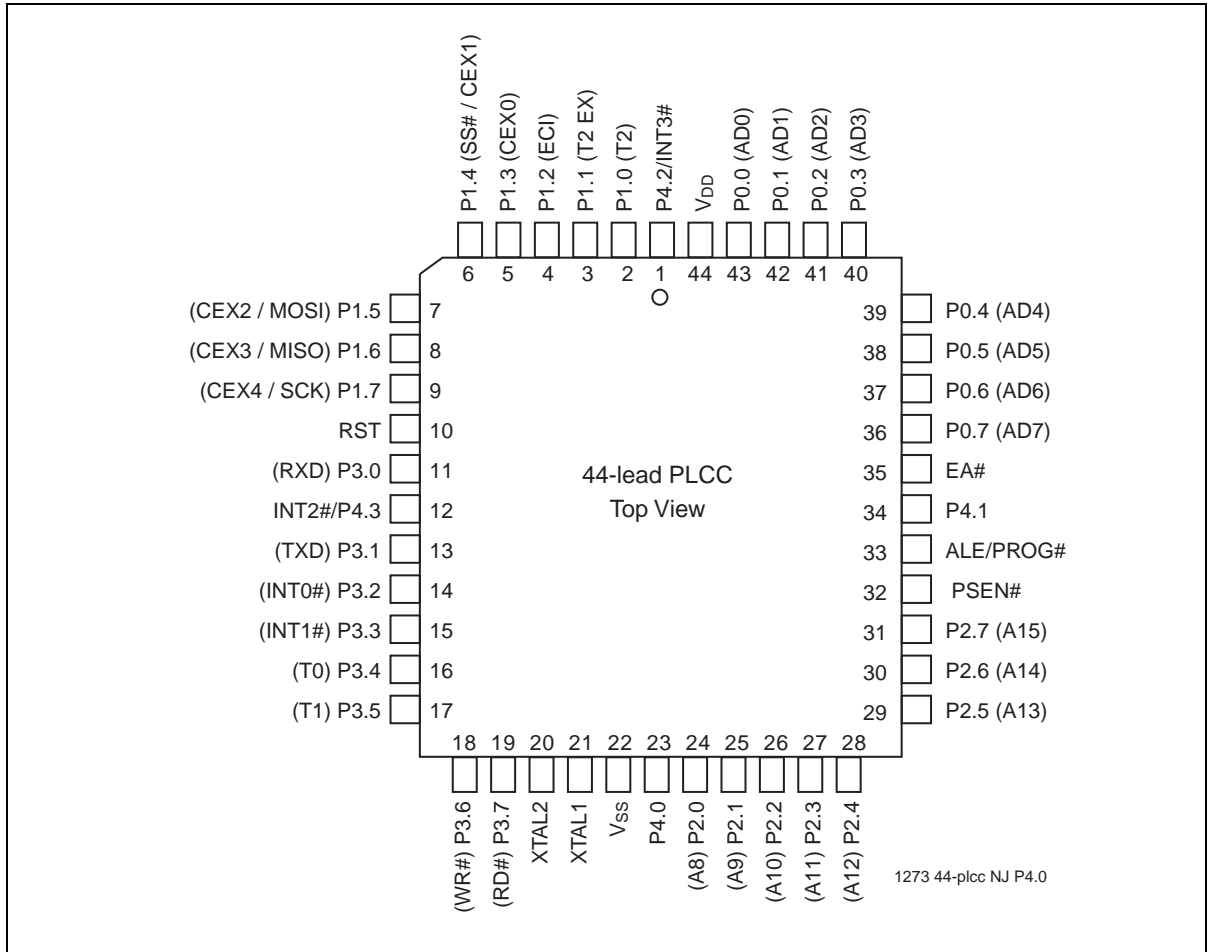 P1.4 (SS# / CEX1)
P1.3 (CEX0)
P1.2 (ECI)
P1.1 (T2 EX)
P1.0 (T2)
P4.2/INT3#
VDD
P0.0 (AD0)
P0.1 (AD1)
P0.2 (AD2)
P0.3 (AD3)
6 5 4 3 2 1 44 43 42 41 40
(CEX2 / MOSI) P1.5 7
(CEX3 / MISO) P1.6 8
(CEX4 / SCK) P1.7 9
RST 10
(RXD) P3.0 11
INT2#/P4.3 12
(TXD) P3.1 13
(INT0#) P3.2 14
(INT1#) P3.3 15
(T0) P3.4 16
(T1) P3.5 17
44-lead PLCC
Top View
39 P0.4 (AD4)
38 P0.5 (AD5)
37 P0.6 (AD6)
36 P0.7 (AD7)
35 EA#
34 P4.1
33 ALE/PROG#
32 PSEN#
31 P2.7 (A15)
30 P2.6 (A14)
29 P2.5 (A13)
18 19 20 21 22 23 24 25 26 27 28
(WR#) P3.6
(RD#) P3.7
XTAL2
XTAL1
VSS
P4.0
(A8) P2.0
(A9) P2.1
(A10) P2.2
(A11) P2.3
(A12) P2.4
1273 44-plcc NJ P4.0